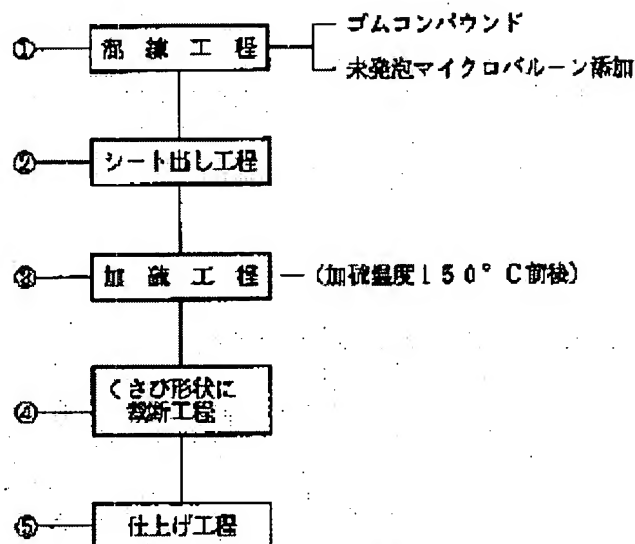 ゴムコンパウンド
① 混練工程
未発泡マイクロバルーン添加
② シート出し工程
③ 加硫工程 (加硫温度150°C前後)
くさび形状に
④ 裁断工程
⑤ 仕上げ工程